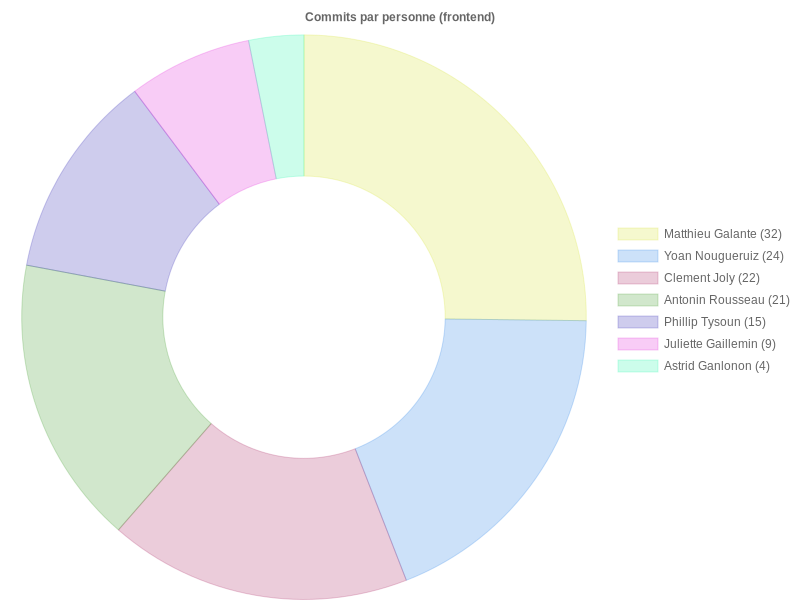 Commits par personne (frontend)
Matthieu Galante (32)
Yoan Nougueruiz (24)
Clement Joly (22)
Antonin Rousseau (21)
Phillip Tysoun (15)
Juliette Gaillemin (9)
Astrid Ganlonon (4)